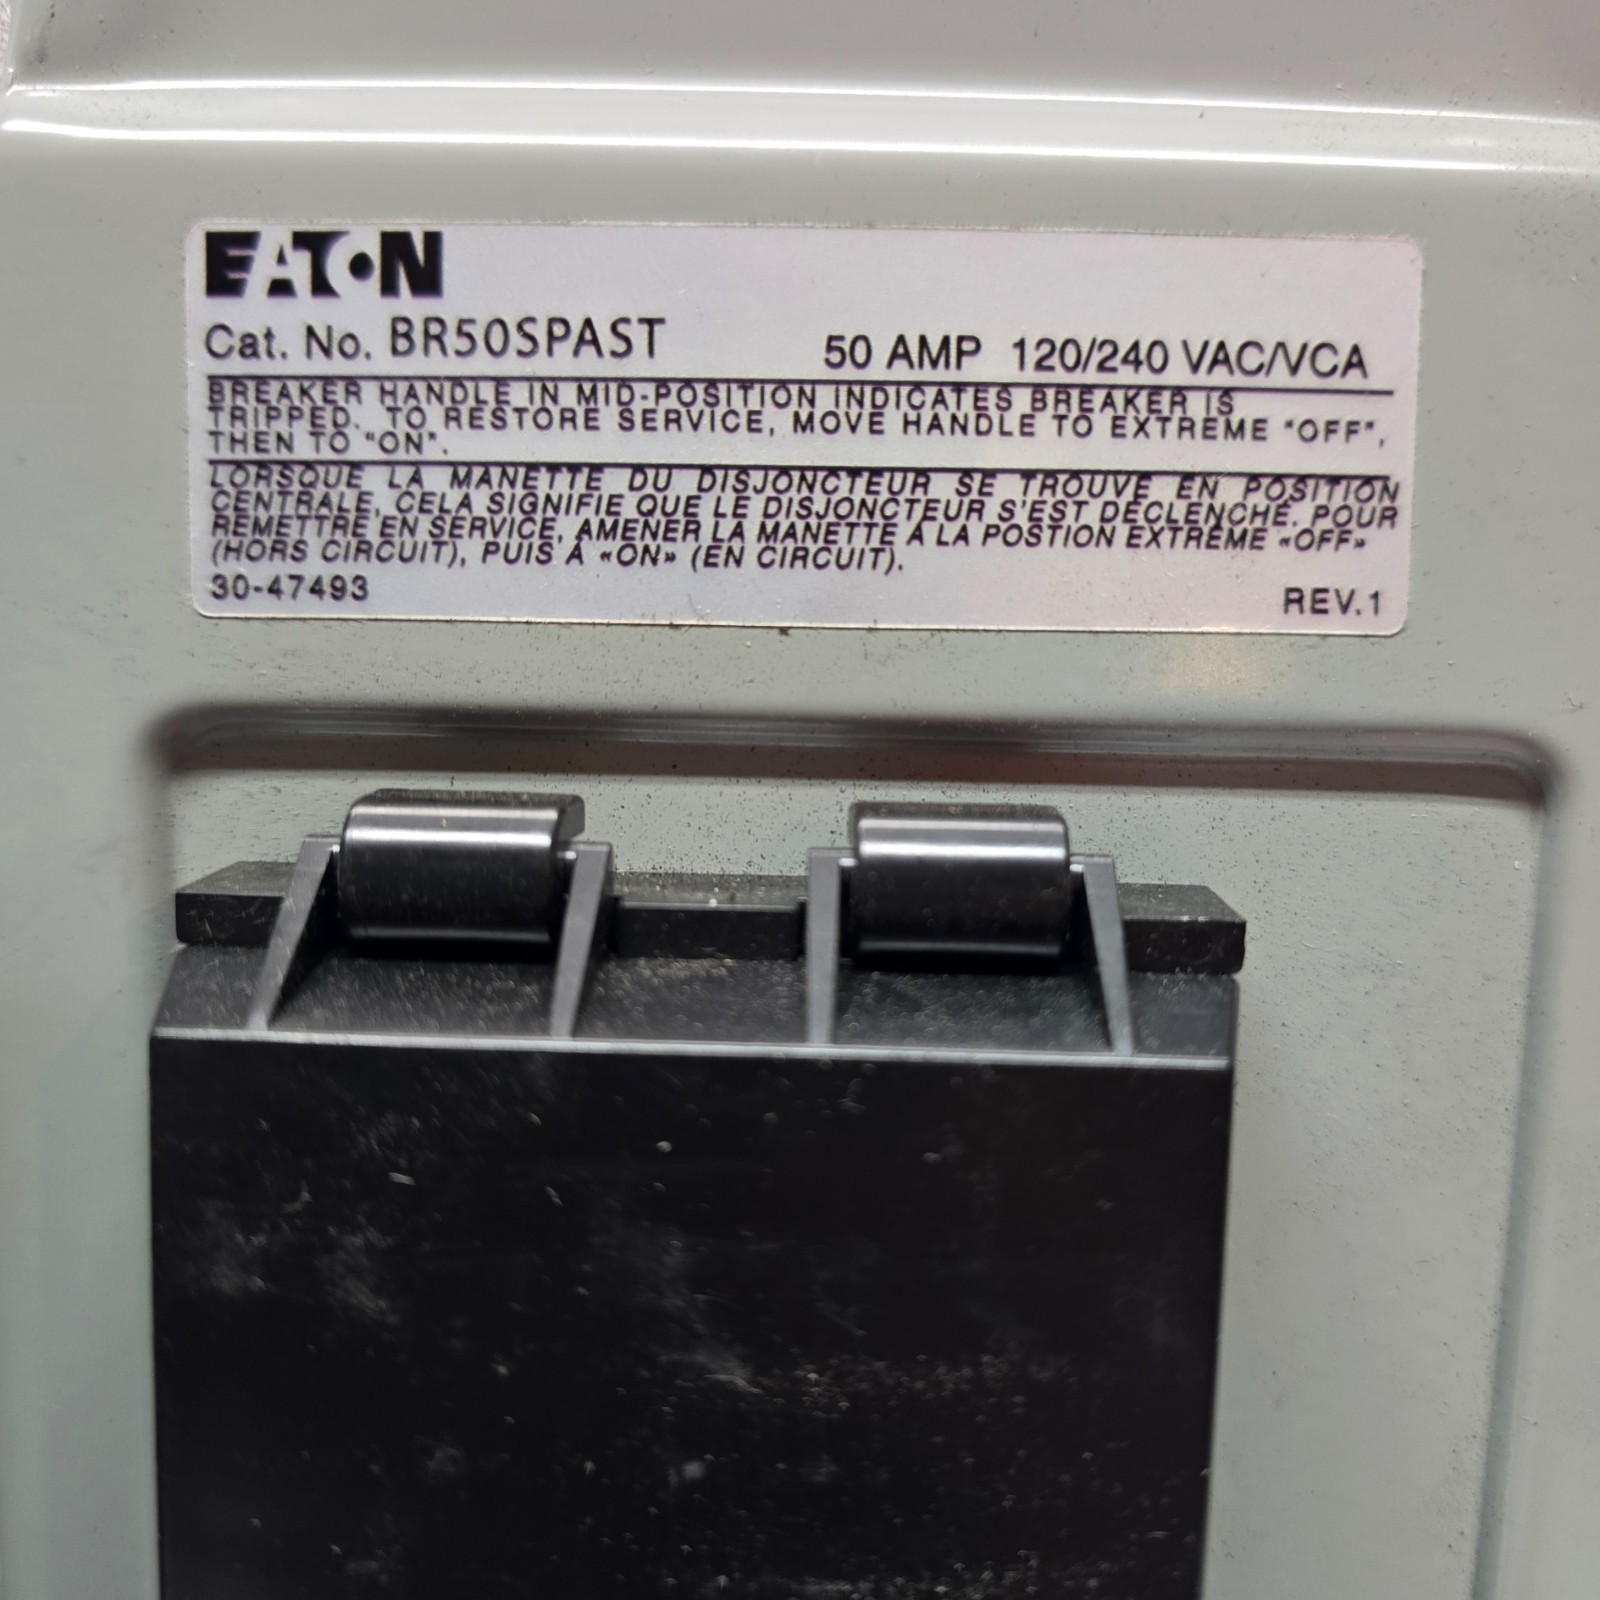 EATON
Cat. No. BR50SPAST 50 AMP 120/240 VAC/VCA
BREAKER HANDLE IN MID-POSITION INDICATES BREAKER IS
TRIPPED. TO RESTORE SERVICE, MOVE HANDLE TO EXTREME "OFF",
THEN TO "ON".
LORSQUE LA MANETTE DU DISJONCTEUR SE TROUVE EN POSITION
CENTRALE, CELA SIGNIFIE QUE LE DISJONCTEUR S'EST DÉCLENCHÉ. POUR
REMETTRE EN SERVICE, AMENER LA MANETTE À LA POSTION EXTRÊME «OFF»
(HORS CIRCUIT), PUIS À «ON» (EN CIRCUIT).
30-47493 REV.1